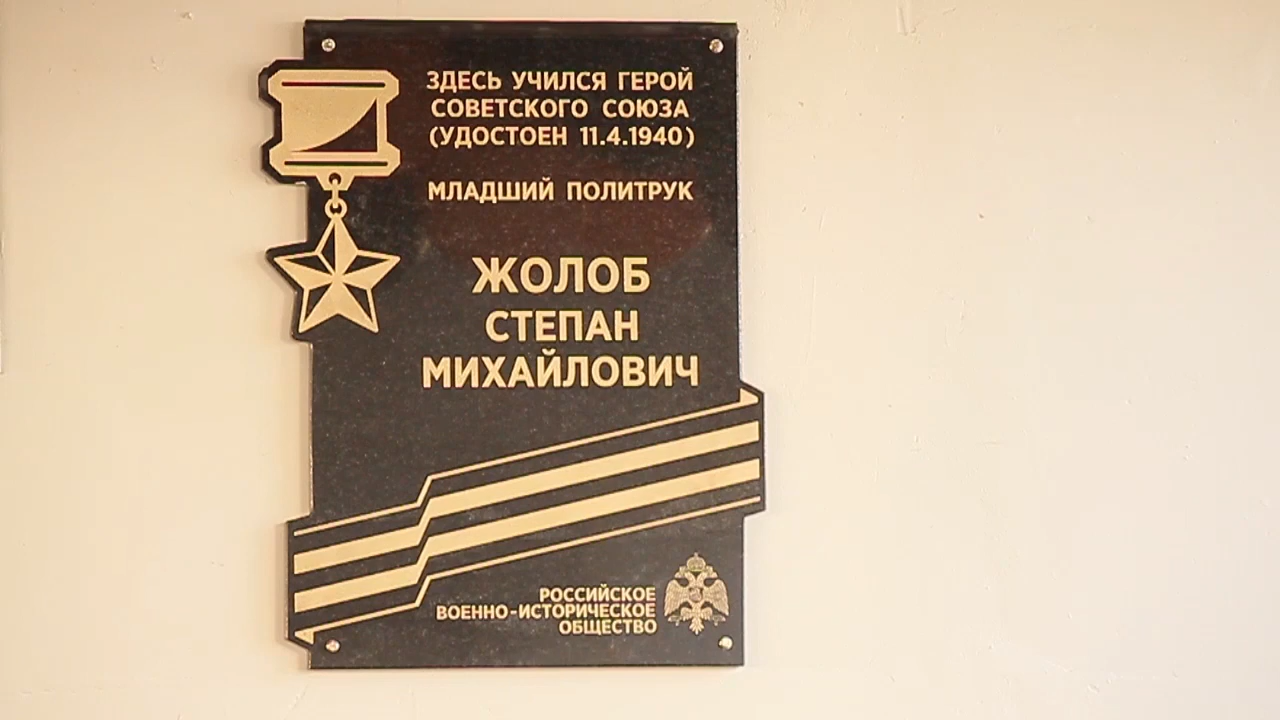 ЗДЕСЬ УЧИЛСЯ ГЕРОЙ
СОВЕТСКОГО СОЮЗА
(УДОСТОЕН 11.4.1940)
МЛАДШИЙ ПОЛИТРУК
ЖОЛОБ
СТЕПАН
МИХАЙЛОВИЧ
РОССИЙСКОЕ
ВОЕННО-ИСТОРИЧЕСКОЕ
ОБЩЕСТВО